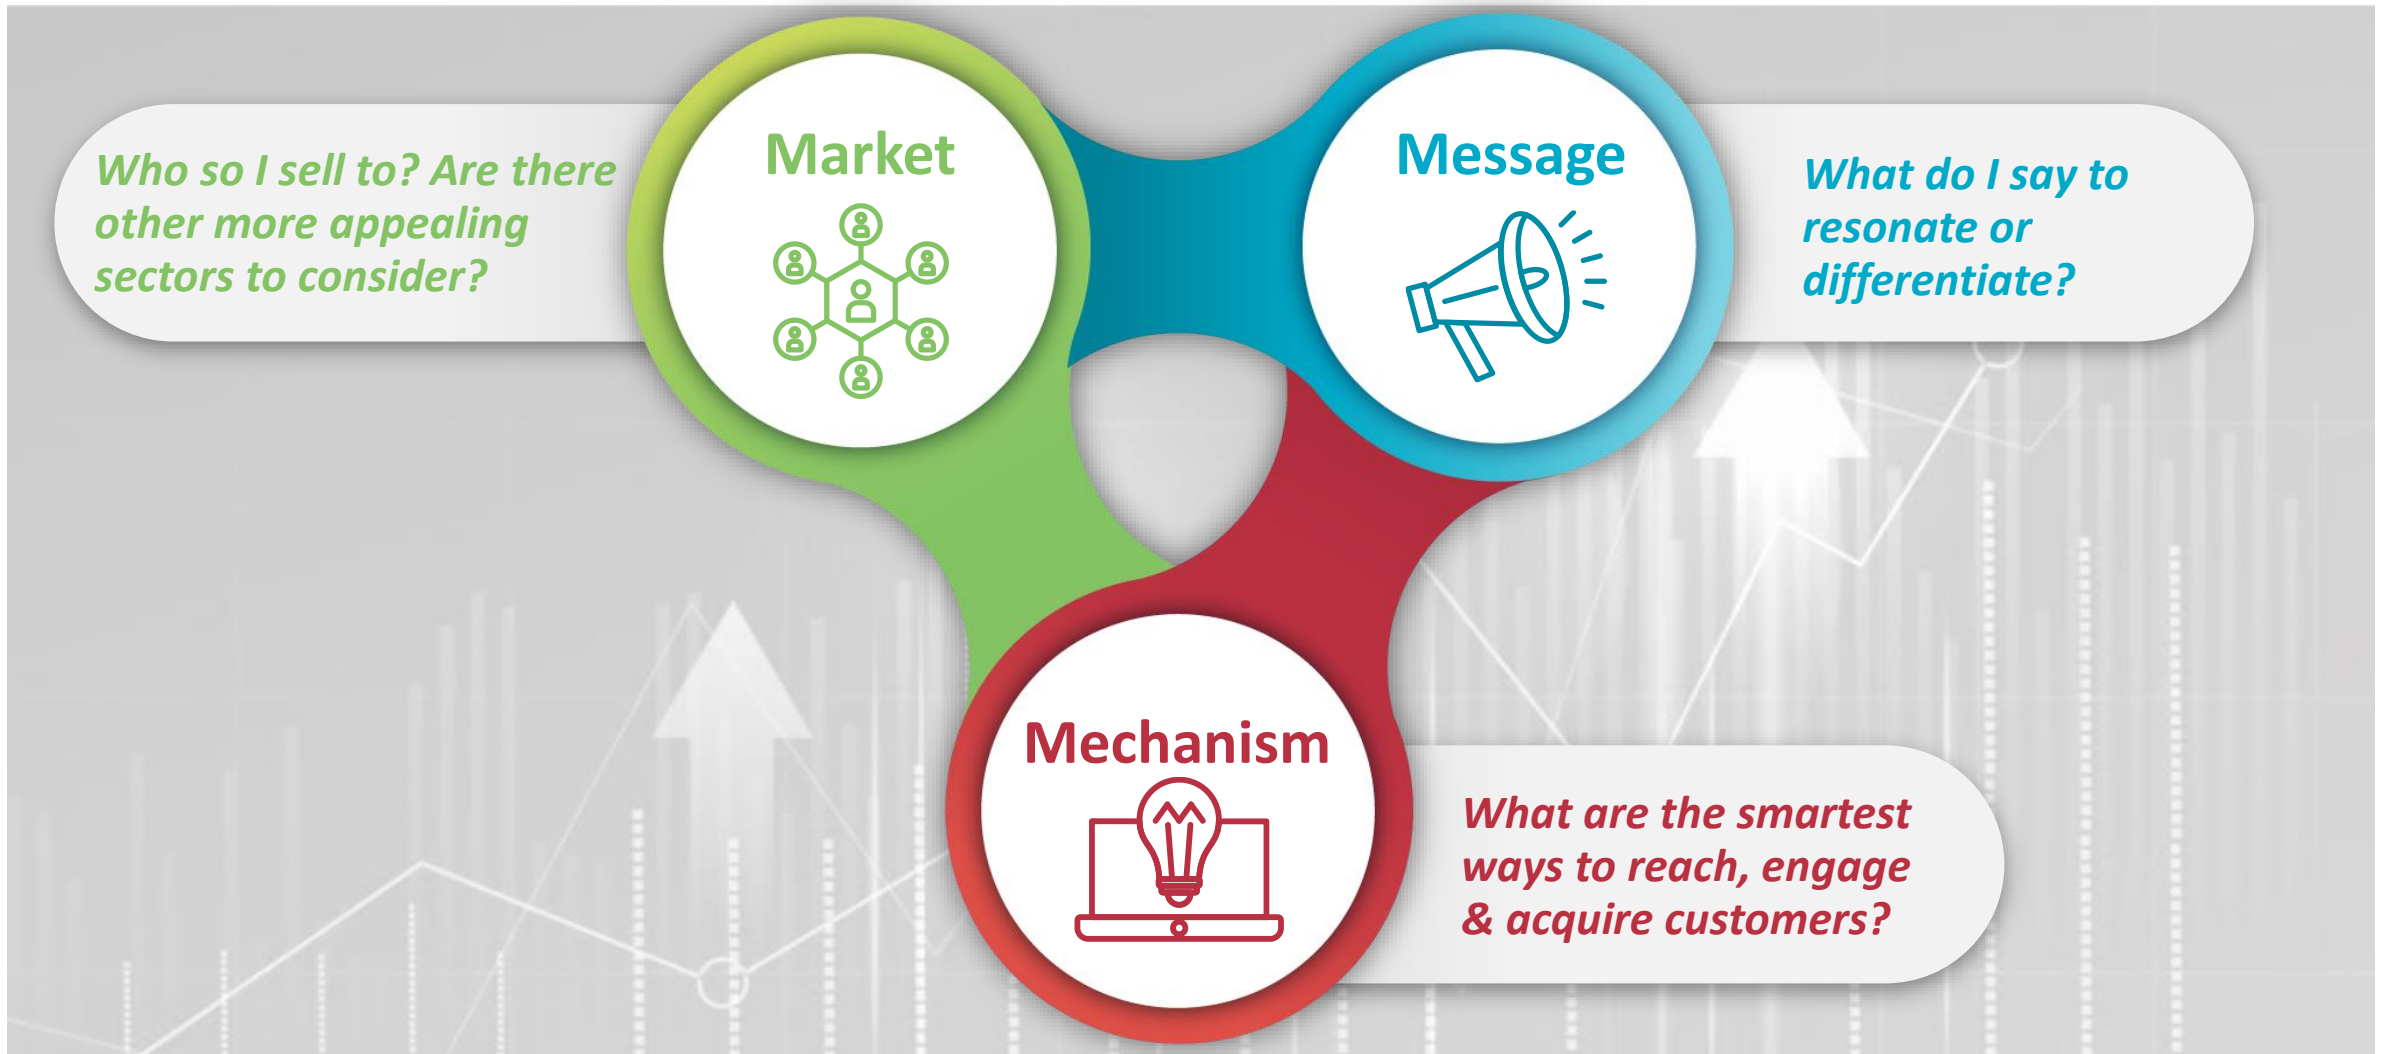 Market
Who so I sell to? Are there
other more appealing
sectors to consider?
Message
What do I say to
resonate or
differentiate?
Mechanism
What are the smartest
ways to reach, engage
& acquire customers?